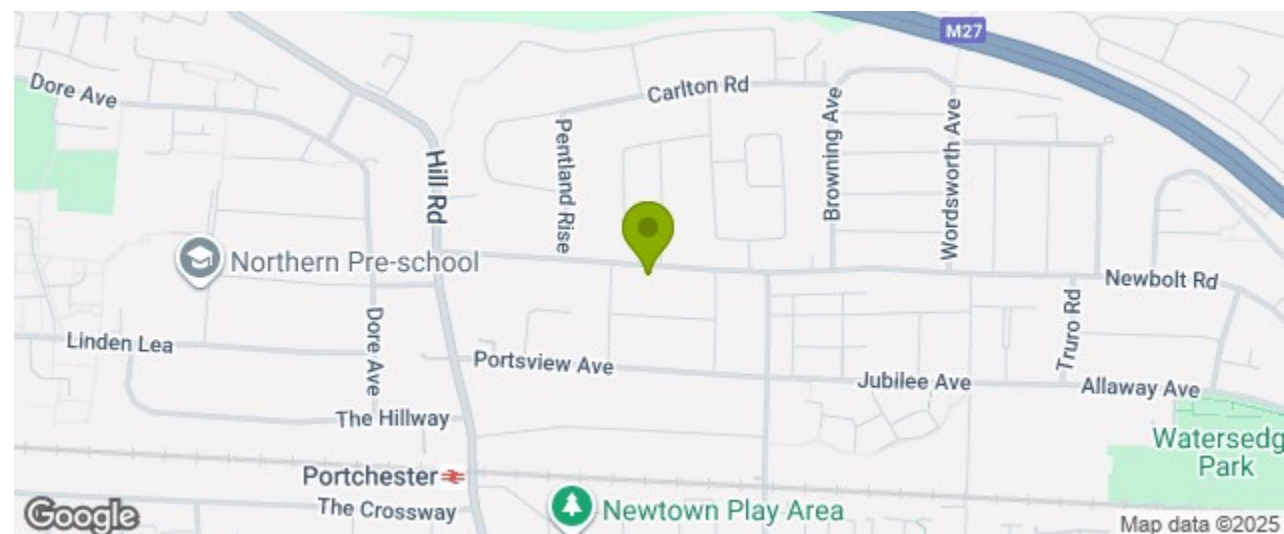 M27
Dore Ave
Carlton Rd
Pentland Rise
Browning Ave
Wordsworth Ave
Hill Rd
Northern Pre-school
Newbolt Rd
Dore Ave
Truro Rd
Linden Lea
Portsview Ave
Jubilee Ave
Allaway Ave
The Hillway
Watersedg
Park
Portchester
The Crossway
Newtown Play Area
Google
Map data ©2025